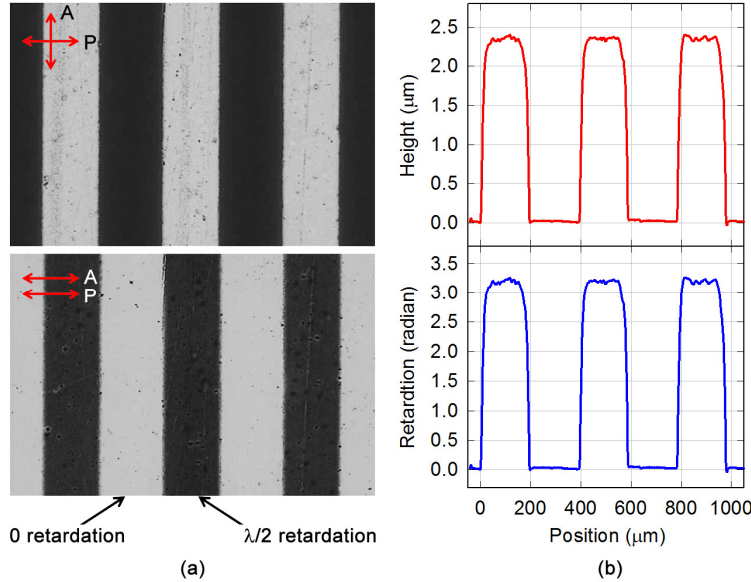 A
P
A
P
0 retardation
λ/2 retardation
(a)
Height (μm)
2.5
2.0
1.5
1.0
0.5
0.0
Retardtion (radian)
3.5
3.0
2.5
2.0
1.5
1.0
0.5
0.0
0 200 400 600 800 1000
Position (μm)
(b)